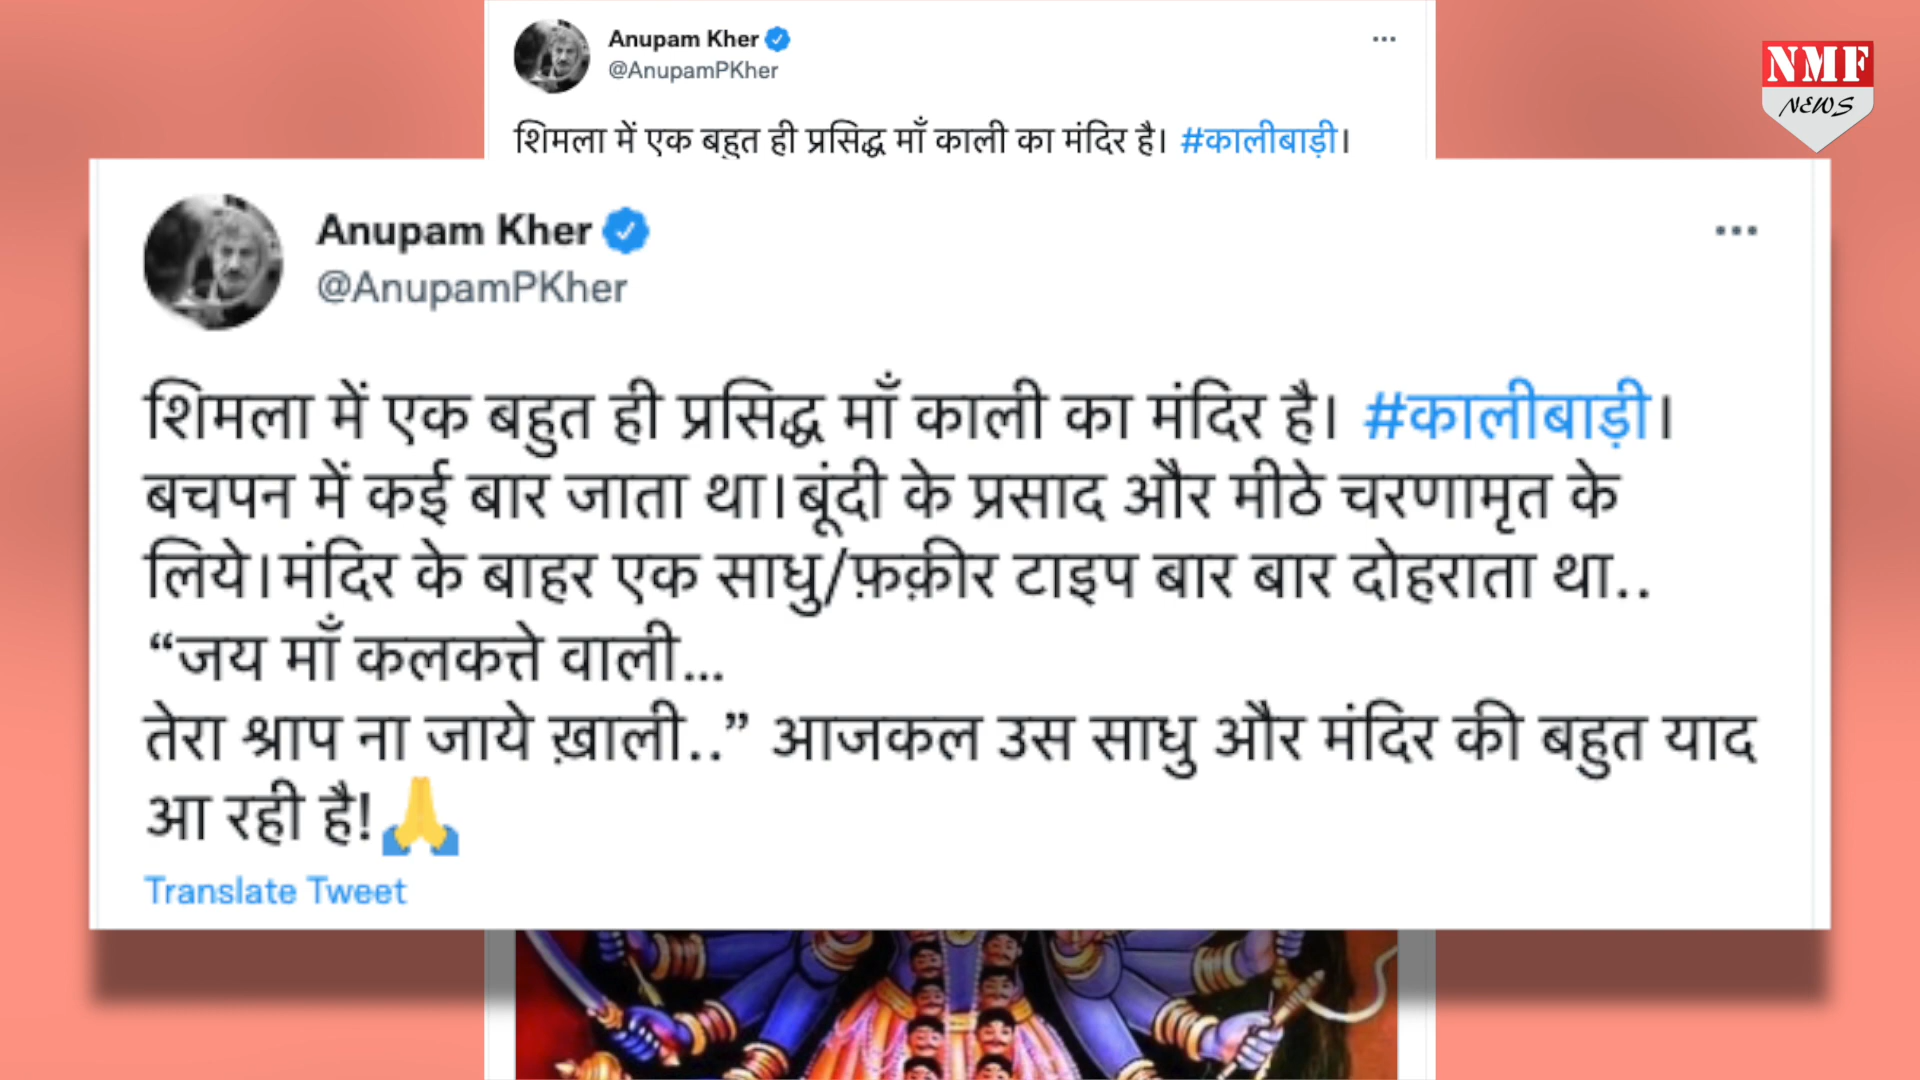 Anupam Kher
@AnupamPKher
शिमला में एक बहुत ही प्रसिद्ध माँ काली का मंदिर है। #कालीबाड़ी।
NMF
NEWS
Anupam Kher
@AnupamPKher
शिमला में एक बहुत ही प्रसिद्ध माँ काली का मंदिर है। #कालीबाड़ी।
बचपन में कई बार जाता था।बूंदी के प्रसाद और मीठे चरणामृत के
लिये।मंदिर के बाहर एक साधु/फ़क़ीर टाइप बार बार दोहराता था..
“जय माँ कलकत्ते वाली...
तेरा श्राप ना जाये ख़ाली..” आजकल उस साधु और मंदिर की बहुत याद
आ रही है!🙏
Translate Tweet